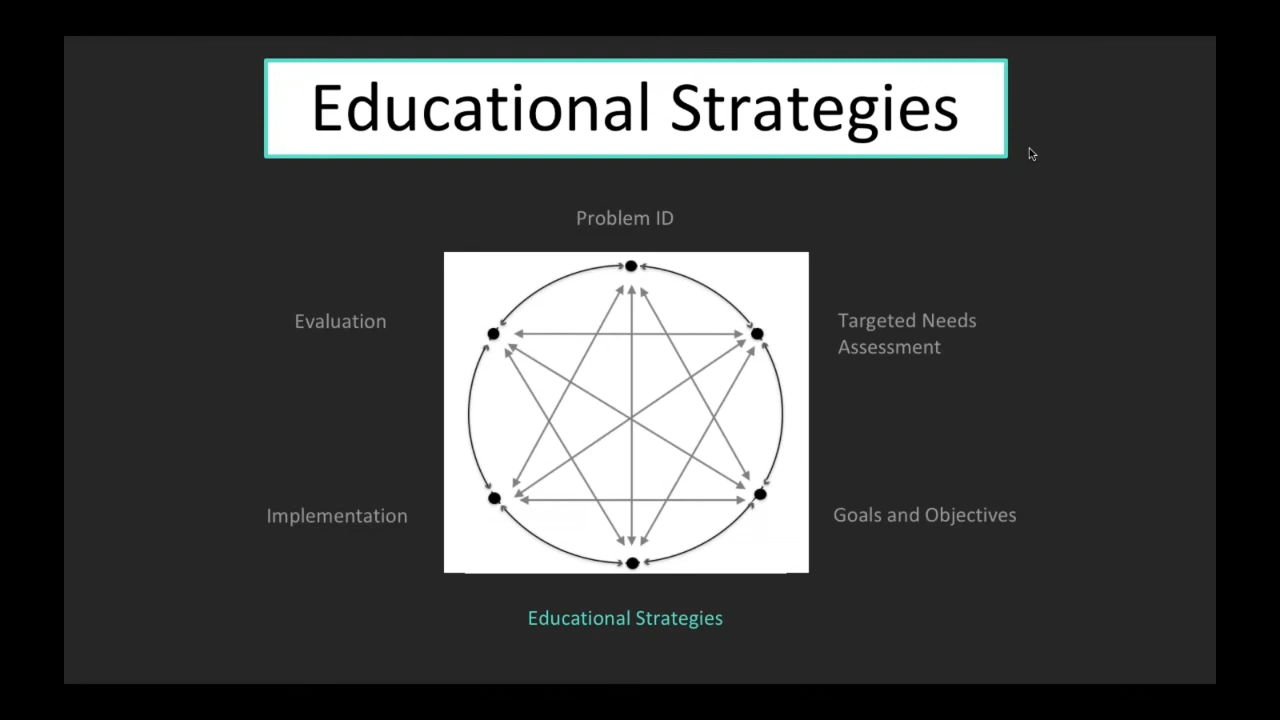 Educational Strategies
Problem ID
Evaluation
Targeted Needs
Assessment
Implementation
Goals and Objectives
Educational Strategies